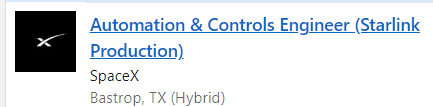 Automation & Controls Engineer (Starlink
Production)
SpaceX
Bastrop, TX (Hybrid)